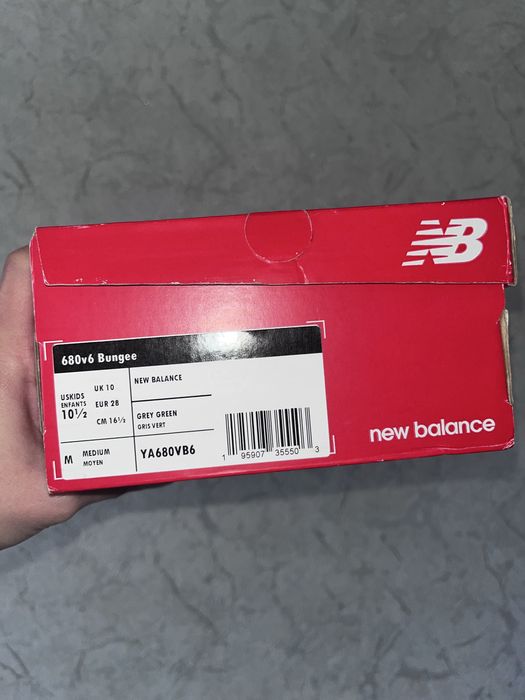 NB
680v6 Bungee
USKIDS
ENFANTS
10½
UK 10
EUR 28
CM 16½
NEW BALANCE
GREY GREEN
GRIS VERT
M
MEDIUM
MOYEN
YA680VB6
1 95907 35550 3
new balance